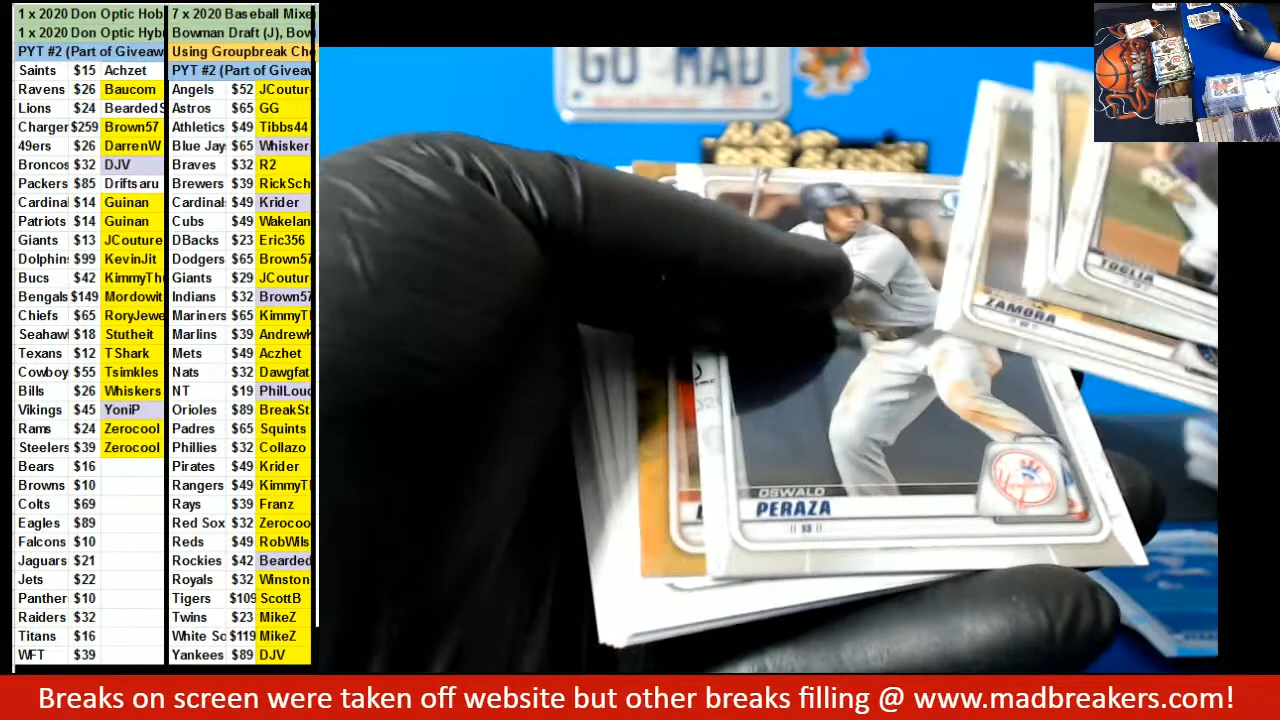 1 x 2020 Don Optic Hob
1 x 2020 Don Optic Hyb
PYT #2 (Part of Giveaw
Saints $15 Achzet
Ravens $26 Baucom
Lions $24 BeardedS
Charger $259 Brown57
49ers $26 DarrenW
Broncos $32 DJV
Packers $85 Driftsaru
Cardinal $14 Guinan
Patriots $14 Guinan
Giants $13 JCouture
Dolphins $99 KevinJit
Bucs $42 KimmyTh
Bengals $149 Mordowit
Chiefs $65 RoryJewe
Seahaw $18 Stutheit
Texans $12 TShark
Cowboy $55 Tsimkles
Bills $26 Whiskers
Vikings $45 YoniP
Rams $24 Zerocool
Steelers $39 Zerocool
Bears $16
Browns $10
Colts $69
Eagles $89
Falcons $10
Jaguars $21
Jets $22
Panther $10
Raiders $32
Titans $16
WFT $39
7 x 2020 Baseball Mixe
Bowman Draft (J), Bow
Using Groupbreak Che
PYT #2 (Part of Giveaw
Angels $52 JCouture
Astros $65 GG
Athletics $49 Tibbs44
Blue Jay $65 Whisker
Braves $32 R2
Brewers $39 RickSch
Cardinal $49 Krider
Cubs $49 Wakelan
DBacks $23 Eric356
Dodgers $65 Brown57
Giants $29 JCouture
Indians $32 Brown57
Mariners $65 KimmyT
Marlins $39 Andrew
Mets $49 Aczhet
Nats $32 Dawgfat
NT $19 PhilLou
Orioles $89 BreakSt
Padres $65 Squints
Phillies $32 Collazo
Pirates $49 Krider
Rangers $49 KimmyT
Rays $39 Franz
Red Sox $32 Zerocoo
Reds $49 RobWils
Rockies $42 Bearded
Royals $32 Winston
Tigers $109 ScottB
Twins $23 MikeZ
White So $119 MikeZ
Yankees $89 DJV
GO MAD
TOGLIA
ZAMORA
OSWALD
PERAZA
SS
Breaks on screen were taken off website but other breaks filling @ www.madbreakers.com!